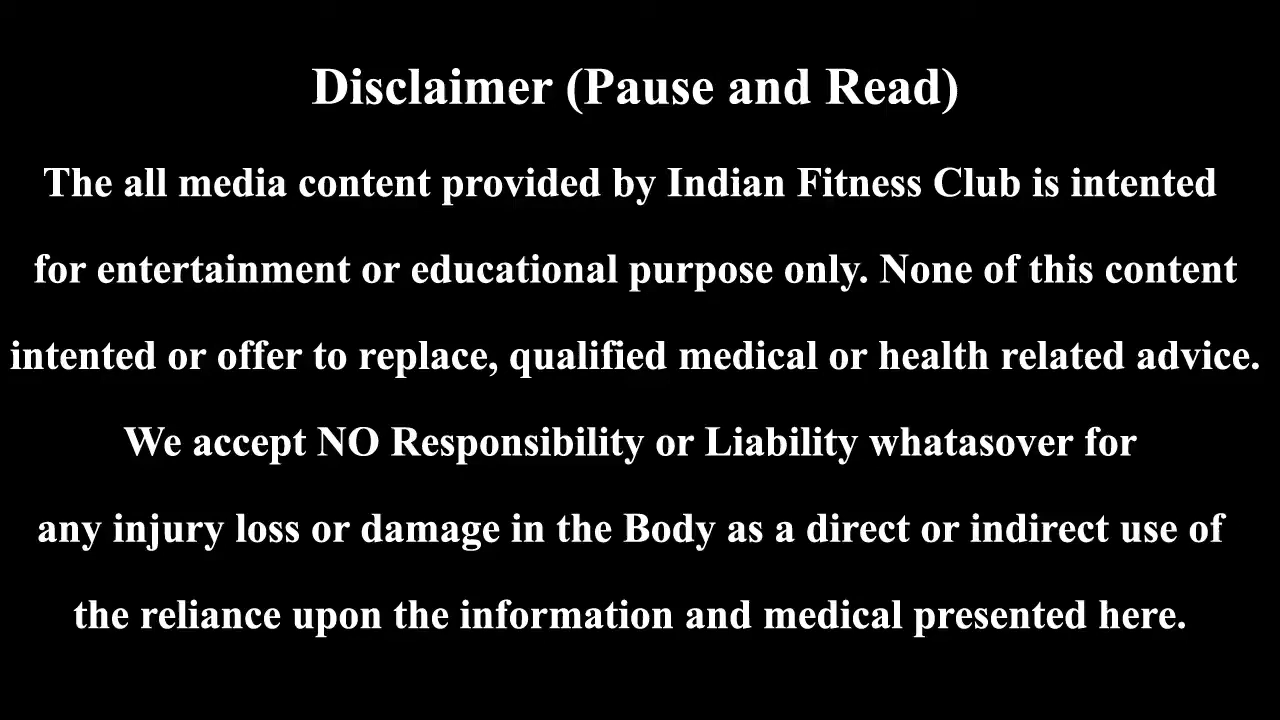 Disclaimer (Pause and Read)
The all media content provided by Indian Fitness Club is intented
for entertainment or educational purpose only. None of this content
intented or offer to replace, qualified medical or health related advice.
We accept NO Responsibility or Liability whatasover for
any injury loss or damage in the Body as a direct or indirect use of
the reliance upon the information and medical presented here.